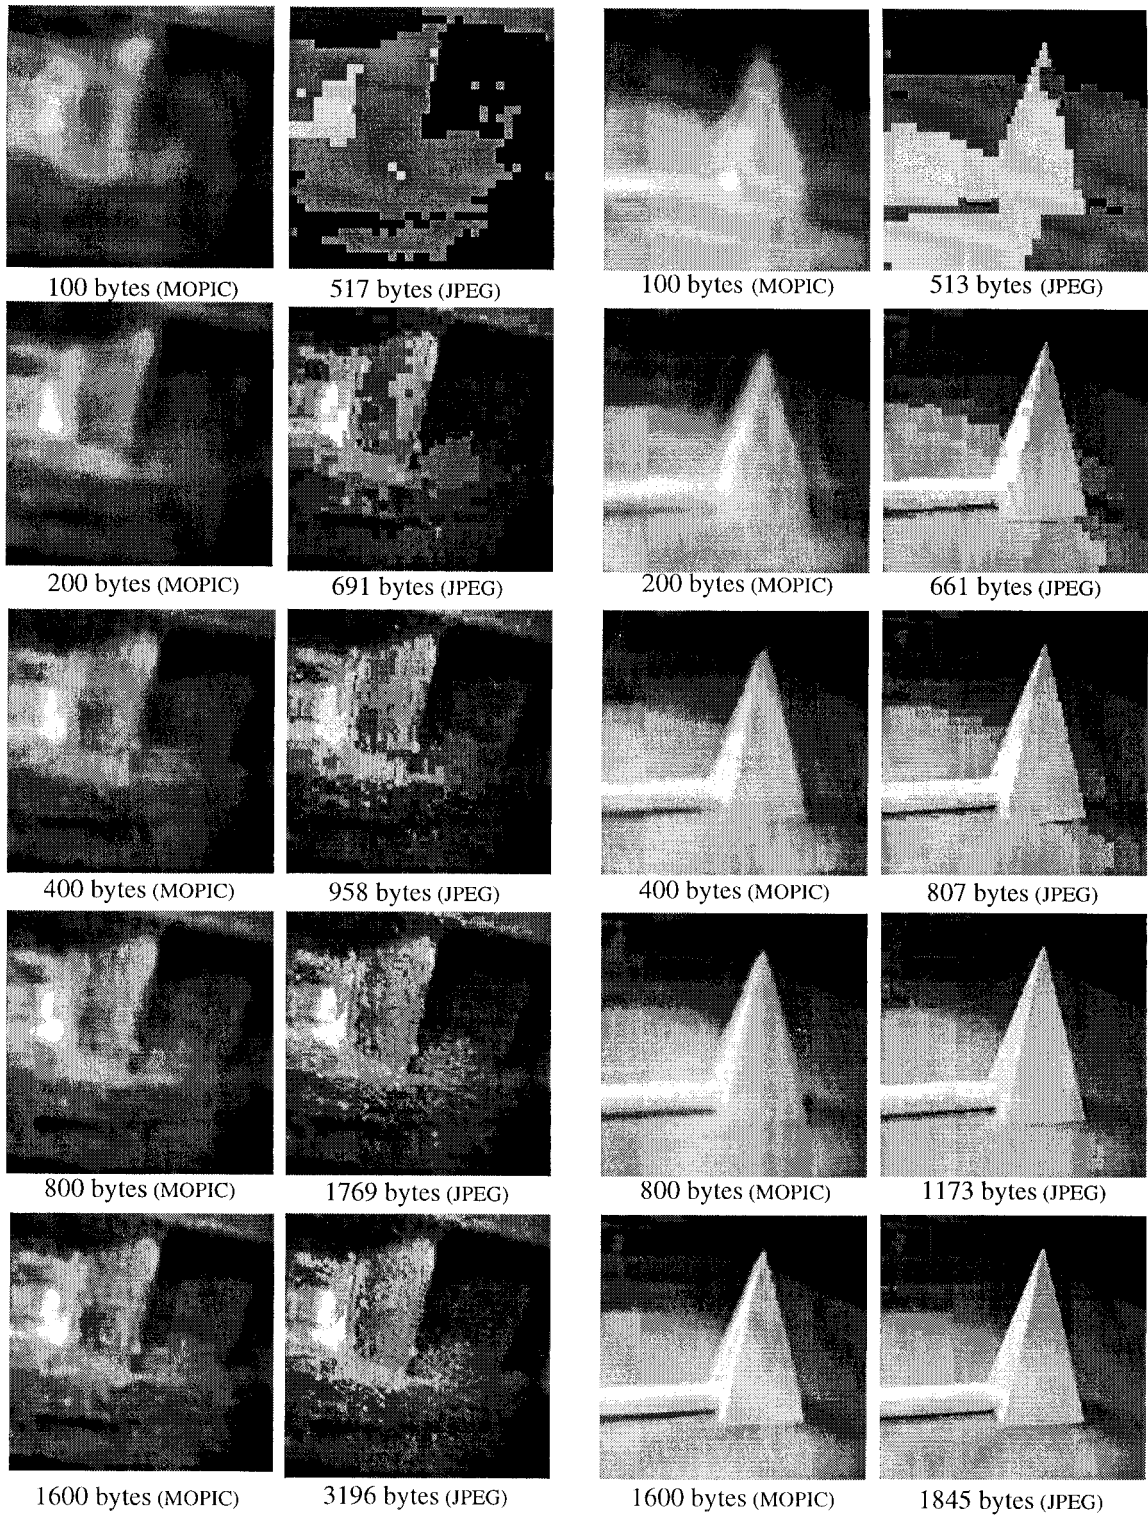 100 bytes (MOPIC) 517 bytes (JPEG) 100 bytes (MOPIC) 513 bytes (JPEG)
200 bytes (MOPIC) 691 bytes (JPEG) 200 bytes (MOPIC) 661 bytes (JPEG)
400 bytes (MOPIC) 958 bytes (JPEG) 400 bytes (MOPIC) 807 bytes (JPEG)
800 bytes (MOPIC) 1769 bytes (JPEG) 800 bytes (MOPIC) 1173 bytes (JPEG)
1600 bytes (MOPIC) 3196 bytes (JPEG) 1600 bytes (MOPIC) 1845 bytes (JPEG)